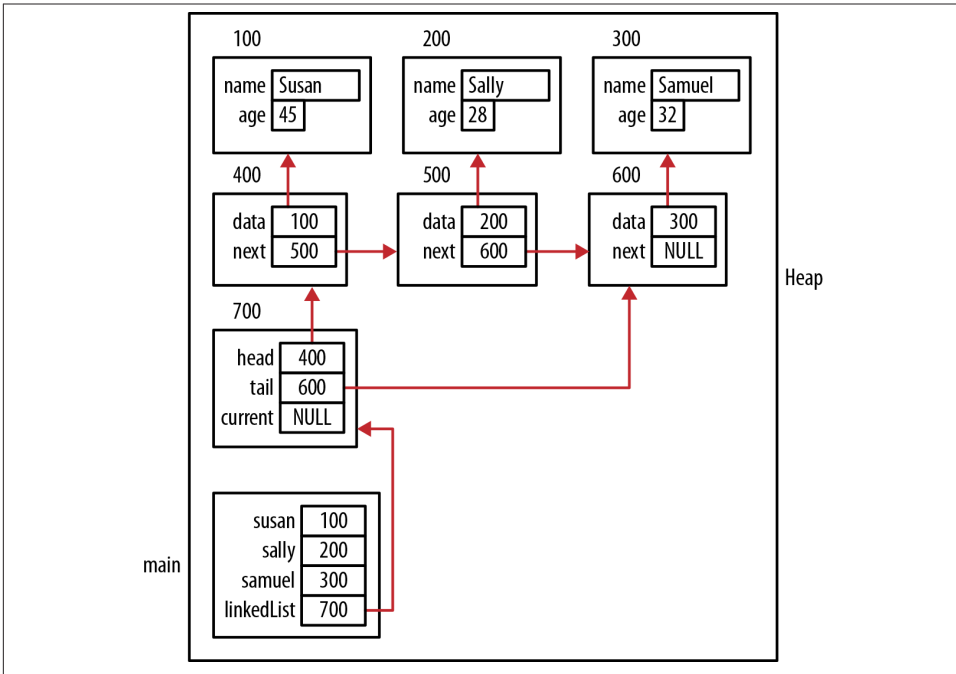 100 200 300
name Susan name Sally name Samuel
age 45 age 28 age 32
400 500 600
data 100 data 200 data 300
next 500 next 600 next NULL
Heap
700
head 400
tail 600
current NULL
susan 100
sally 200
main
samuel 300
linkedList 700